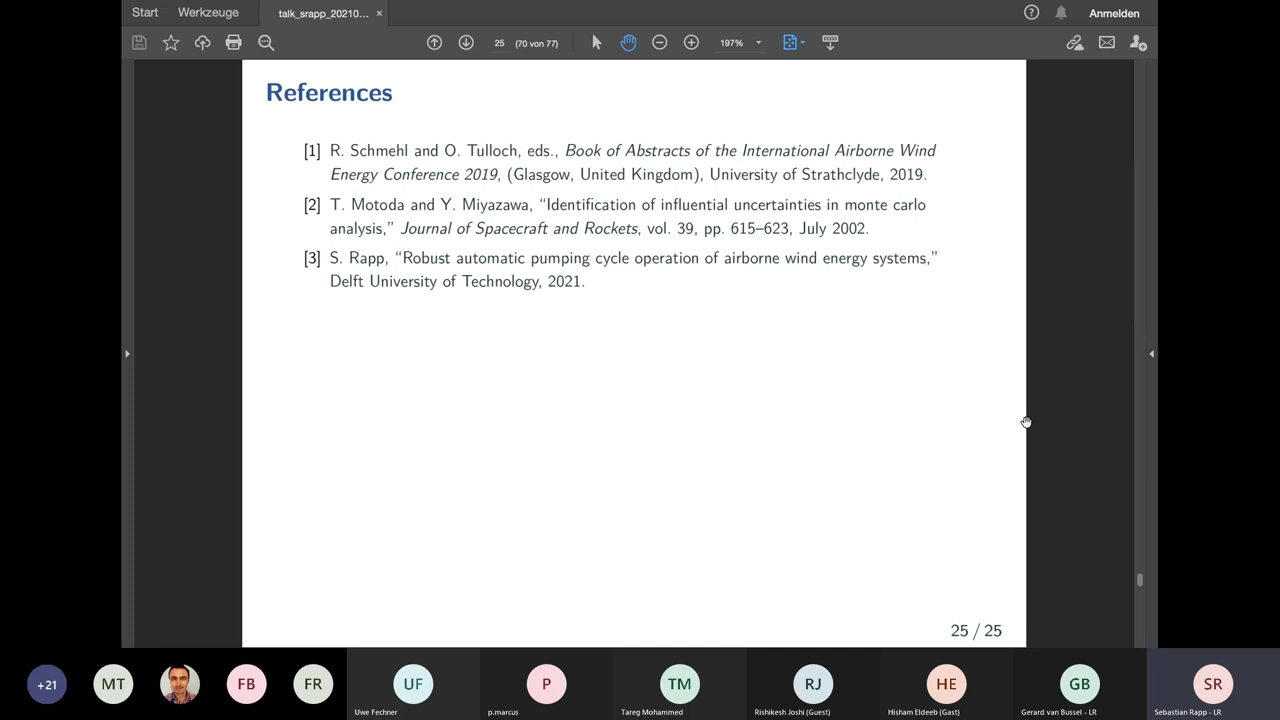 Start Werkzeuge talk_srapp_20210... × Anmelden
25 (70 von 77) 197%
References
[1] R. Schmehl and O. Tulloch, eds., Book of Abstracts of the International Airborne Wind
Energy Conference 2019, (Glasgow, United Kingdom), University of Strathclyde, 2019.
[2] T. Motoda and Y. Miyazawa, “Identification of influential uncertainties in monte carlo
analysis,” Journal of Spacecraft and Rockets, vol. 39, pp. 615–623, July 2002.
[3] S. Rapp, “Robust automatic pumping cycle operation of airborne wind energy systems,”
Delft University of Technology, 2021.
25 / 25
+21 MT FB FR UF P TM RJ HE GB SR
Uwe Fechner p.marcus Tareg Mohammed Rishikesh Joshi (Guest) Hisham Eldeeb (Gast) Gerard van Bussel - LR Sebastian Rapp - LR